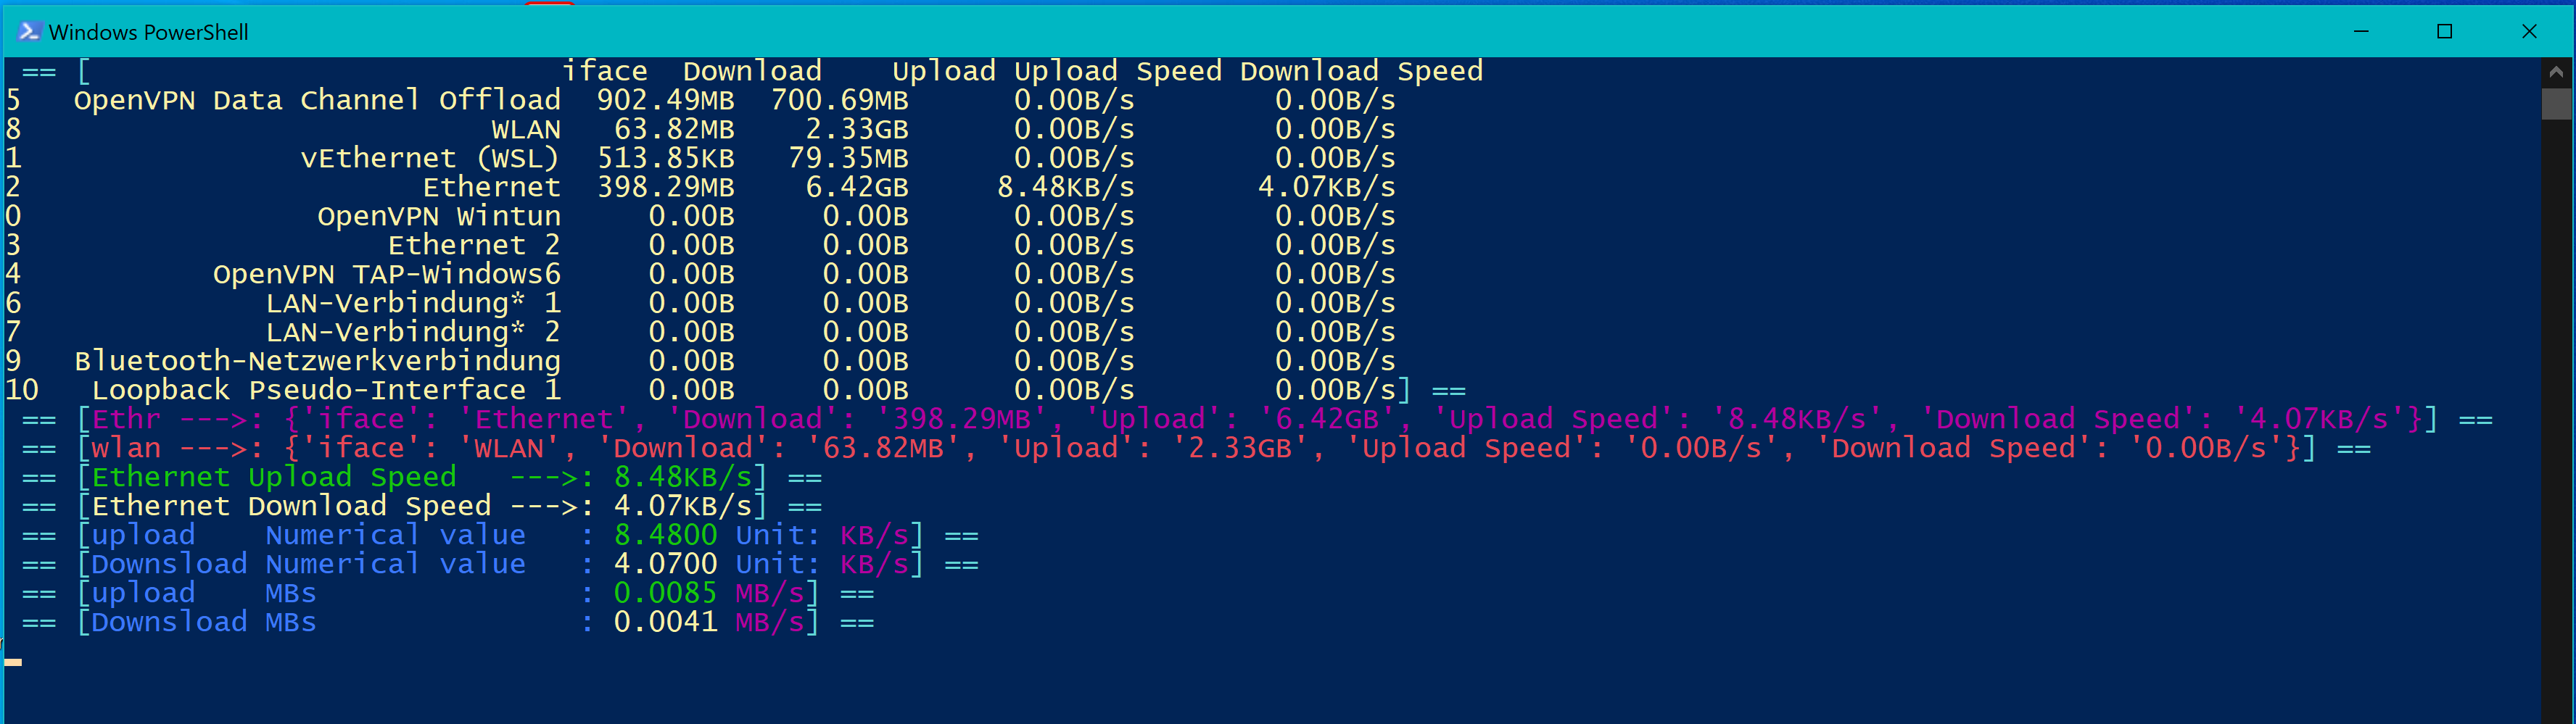 Windows PowerShell
== [                           iface  Download    Upload Upload Speed Download Speed
5   OpenVPN Data Channel Offload  902.49MB  700.69MB      0.00B/s        0.00B/s
8                           WLAN   63.82MB    2.33GB      0.00B/s        0.00B/s
1                vEthernet (WSL)  513.85KB   79.35MB      0.00B/s        0.00B/s
2                       Ethernet  398.29MB    6.42GB     8.48KB/s       4.07KB/s
0                 OpenVPN Wintun     0.00B     0.00B      0.00B/s        0.00B/s
3                     Ethernet 2     0.00B     0.00B      0.00B/s        0.00B/s
4           OpenVPN TAP-Windows6     0.00B     0.00B      0.00B/s        0.00B/s
6              LAN-Verbindung* 1     0.00B     0.00B      0.00B/s        0.00B/s
7              LAN-Verbindung* 2     0.00B     0.00B      0.00B/s        0.00B/s
9   Bluetooth-Netzwerkverbindung     0.00B     0.00B      0.00B/s        0.00B/s
10   Loopback Pseudo-Interface 1     0.00B     0.00B      0.00B/s        0.00B/s] ==
== [Ethr --->: {'iface': 'Ethernet', 'Download': '398.29MB', 'Upload': '6.42GB', 'Upload Speed': '8.48KB/s', 'Download Speed': '4.07KB/s'}] ==
== [wlan --->: {'iface': 'WLAN', 'Download': '63.82MB', 'Upload': '2.33GB', 'Upload Speed': '0.00B/s', 'Download Speed': '0.00B/s'}] ==
== [Ethernet Upload Speed   --->: 8.48KB/s] ==
== [Ethernet Download Speed --->: 4.07KB/s] ==
== [upload    Numerical value   : 8.4800 Unit: KB/s] ==
== [Downsload Numerical value   : 4.0700 Unit: KB/s] ==
== [upload    MBs               : 0.0085 MB/s] ==
== [Downsload MBs               : 0.0041 MB/s] ==